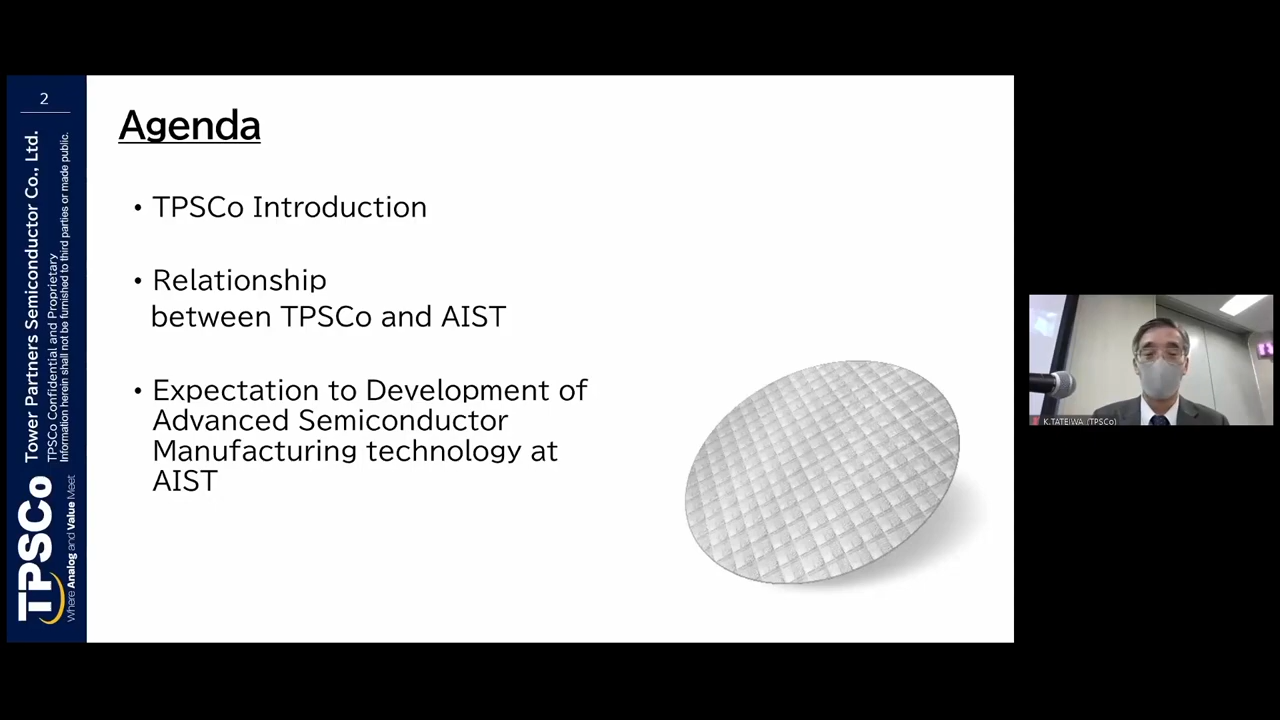 2
Tower Partners Semiconductor Co., Ltd.
TPSCo Confidential and Proprietary
Information herein shall not be furnished to third parties or made public.
TPSCo
Where Analog and Value Meet
Agenda
• TPSCo Introduction
• Relationship
between TPSCo and AIST
• Expectation to Development of
Advanced Semiconductor
Manufacturing technology at
AIST
K.TATEIWA (TPSCo)